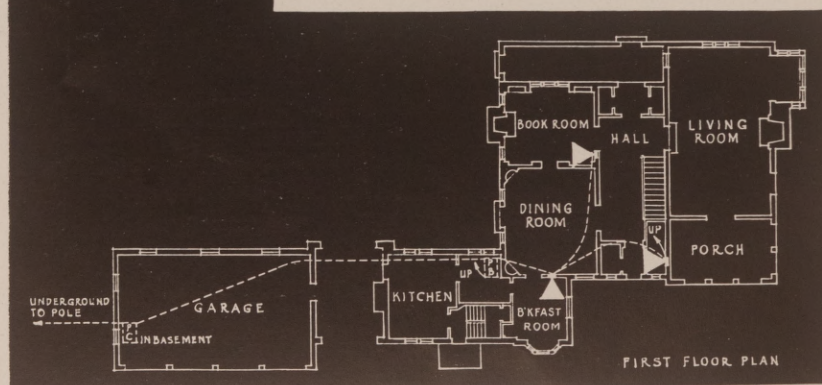 BOOK ROOM
HALL
LIVING
ROOM
DINING
ROOM
UP
PORCH
UP
P
B
KITCHEN
B'KFAST
ROOM
GARAGE
UNDERGROUND
TO POLE
P
C
IN BASEMENT
FIRST FLOOR PLAN